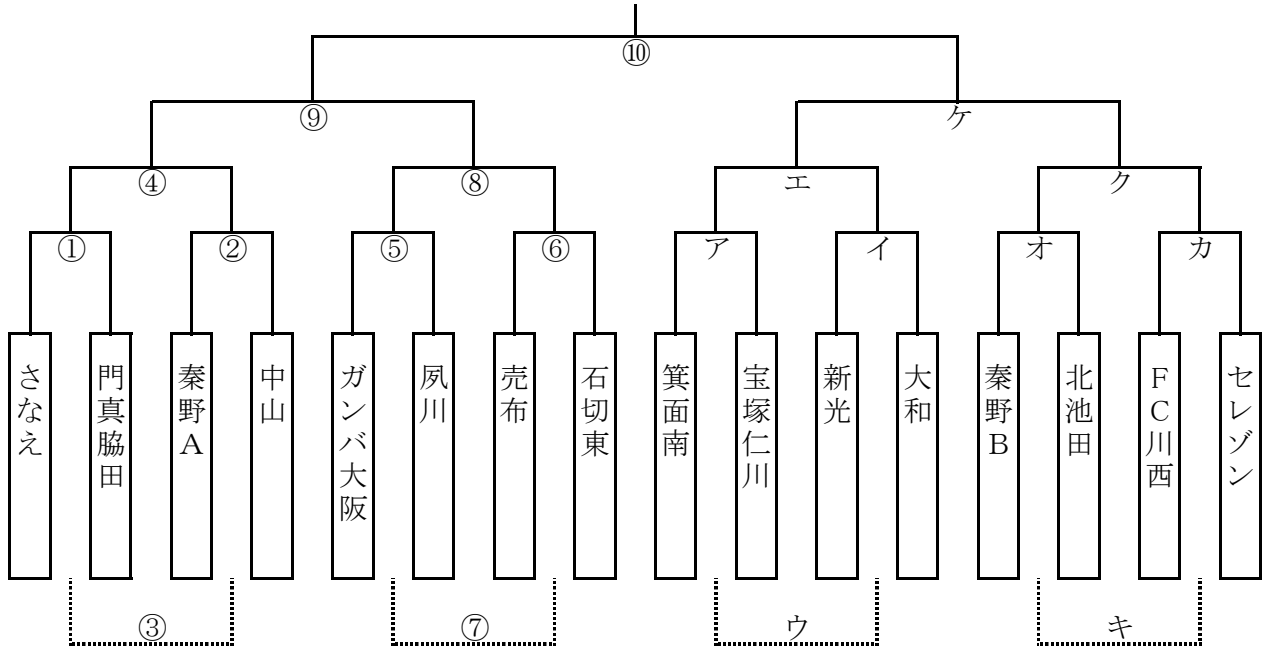 ⑩
⑨
ケ
④
⑧
エ
ク
①
②
⑤
⑥
ア
イ
オ
カ
さなえ
門真脇田
秦野A
中山
ガンバ大阪
夙川
売布
石切東
箕面南
宝塚仁川
新光
大和
秦野B
北池田
FC川西
セレゾン
③
⑦
ウ
キ